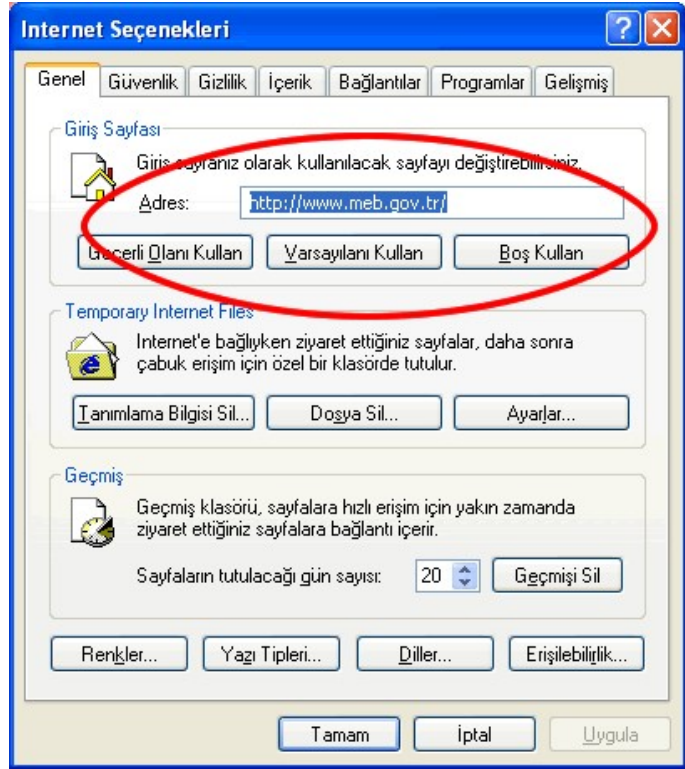 Internet Seçenekleri
Genel Güvenlik Gizlilik İçerik Bağlantılar Programlar Gelişmiş
Giriş Sayfası
Giriş sayfanız olarak kullanılacak sayfayı değiştirebilirsiniz.
Adres: http://www.meb.gov.tr/
Geçerli Olanı Kullan Varsayılanı Kullan Boş Kullan
Temporary Internet Files
Internet'e bağlıyken ziyaret ettiğiniz sayfalar, daha sonra
çabuk erişim için özel bir klasörde tutulur.
Tanımlama Bilgisi Sil... Dosya Sil... Ayarlar...
Geçmiş
Geçmiş klasörü, sayfalara hızlı erişim için yakın zamanda
ziyaret ettiğiniz sayfalara bağlantı içerir.
Sayfaların tutulacağı gün sayısı: 20 Geçmişi Sil
Renkler... Yazı Tipleri... Diller... Erişilebilirlik...
Tamam İptal Uygula